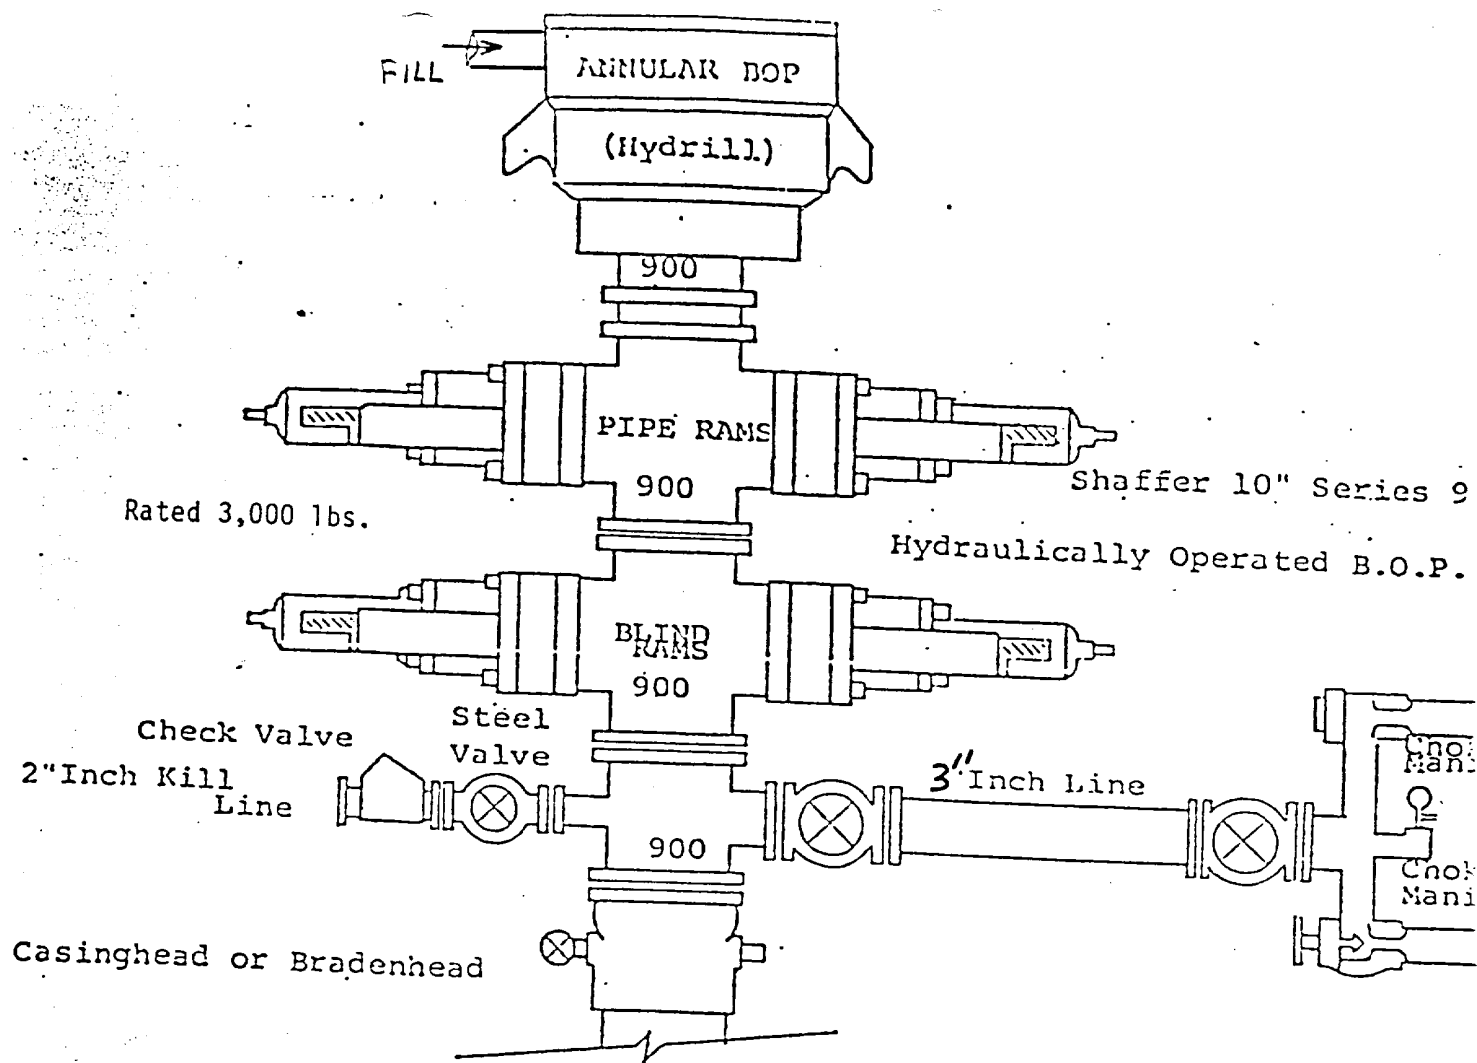 FILL
ANNULAR BOP
(Hydrill)
900
PIPE RAMS
900
Shaffer 10" Series 9
Rated 3,000 lbs.
Hydraulically Operated B.O.P.
BLIND
RAMS
900
Check Valve
Steel
Valve
2"Inch Kill
Line
3"Inch Line
900
Casinghead or Bradenhead